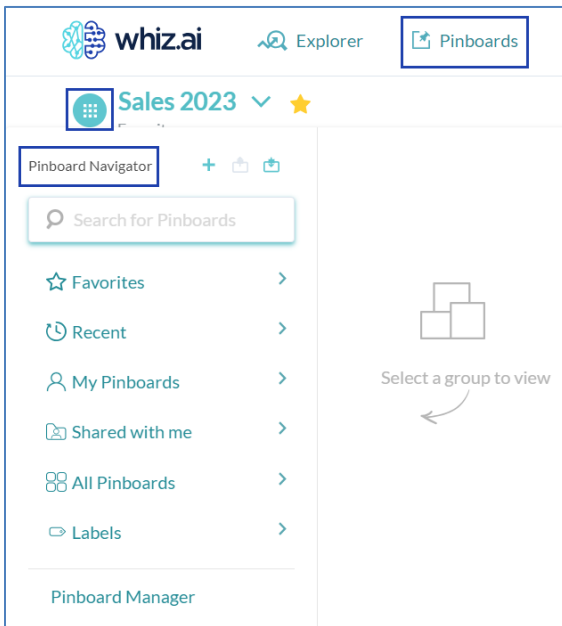 whiz.ai
Explorer
Pinboards
Sales 2023
Pinboard Navigator
Search for Pinboards
Favorites
Recent
My Pinboards
Shared with me
All Pinboards
Labels
Pinboard Manager
Select a group to view